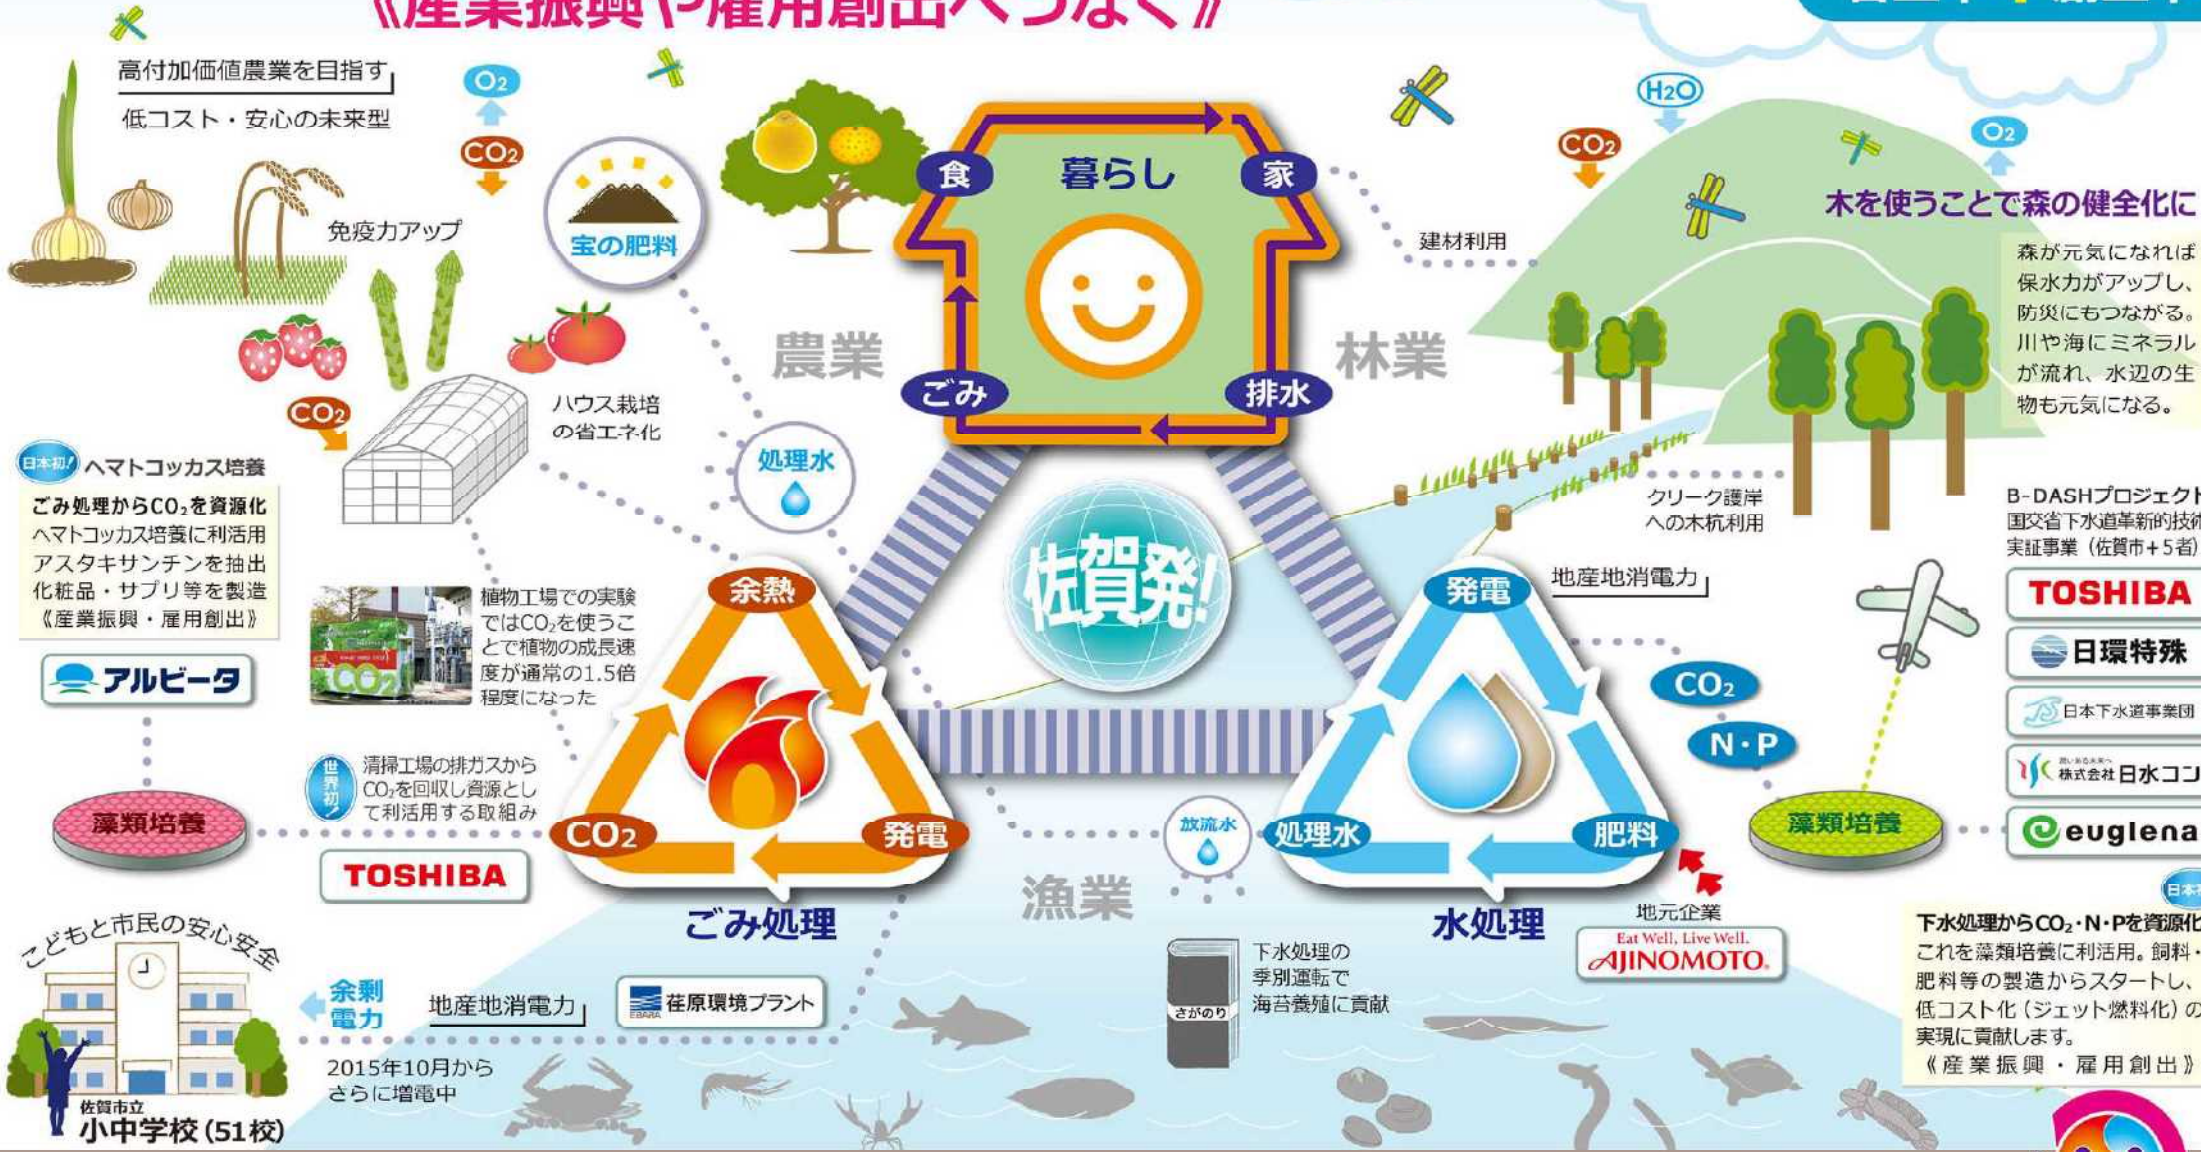 《産業振興や雇用創出へつなぐ》
高付加価値農業を目指す
低コスト・安心の未来型
O2
CO2
免疫力アップ
宝の肥料
食
暮らし
家
ごみ
排水
農業
林業
建材利用
H2O
CO2
O2
木を使うことで森の健全化に
森が元気になれば
保水力がアップし、
防災にもつながる。
川や海にミネラル
が流れ、水辺の生
物も元気になる。
CO2
ハウス栽培
の省エネ化
処理水
クリーク護岸
への木杭利用
日本初!
ヘマトコッカス培養
ごみ処理からCO₂を資源化
ヘマトコッカス培養に利活用
アスタキサンチンを抽出
化粧品・サプリ等を製造
《産業振興・雇用創出》
アルビータ
藻類培養
CO2
植物工場での実験
ではCO₂を使うこ
とで植物の成長速
度が通常の1.5倍
程度になった
世界初!
清掃工場の排ガスから
CO₂を回収し資源とし
て利活用する取組み
TOSHIBA
佐賀発!
余熱
CO2
発電
ごみ処理
漁業
放流水
発電
処理水
肥料
水処理
地産地消電力
CO2
N・P
藻類培養
B-DASHプロジェクト
国交省下水道革新的技術
実証事業（佐賀市+5者）
TOSHIBA
日環特殊
日本下水道事業団
株式会社日水コン
euglena
地元企業
Eat Well, Live Well.
AJINOMOTO
下水処理からCO₂・N・Pを資源化
これを藻類培養に利活用。飼料・
肥料等の製造からスタートし、
低コスト化（ジェット燃料化）の
実現に貢献します。
《産業振興・雇用創出》
下水処理の
季別運転で
海苔養殖に貢献
さがのり
こどもと市民の安心安全
余剰
電力
地産地消電力
EBARA
荏原環境プラント
2015年10月から
さらに増電中
佐賀市立
小中学校（51校）